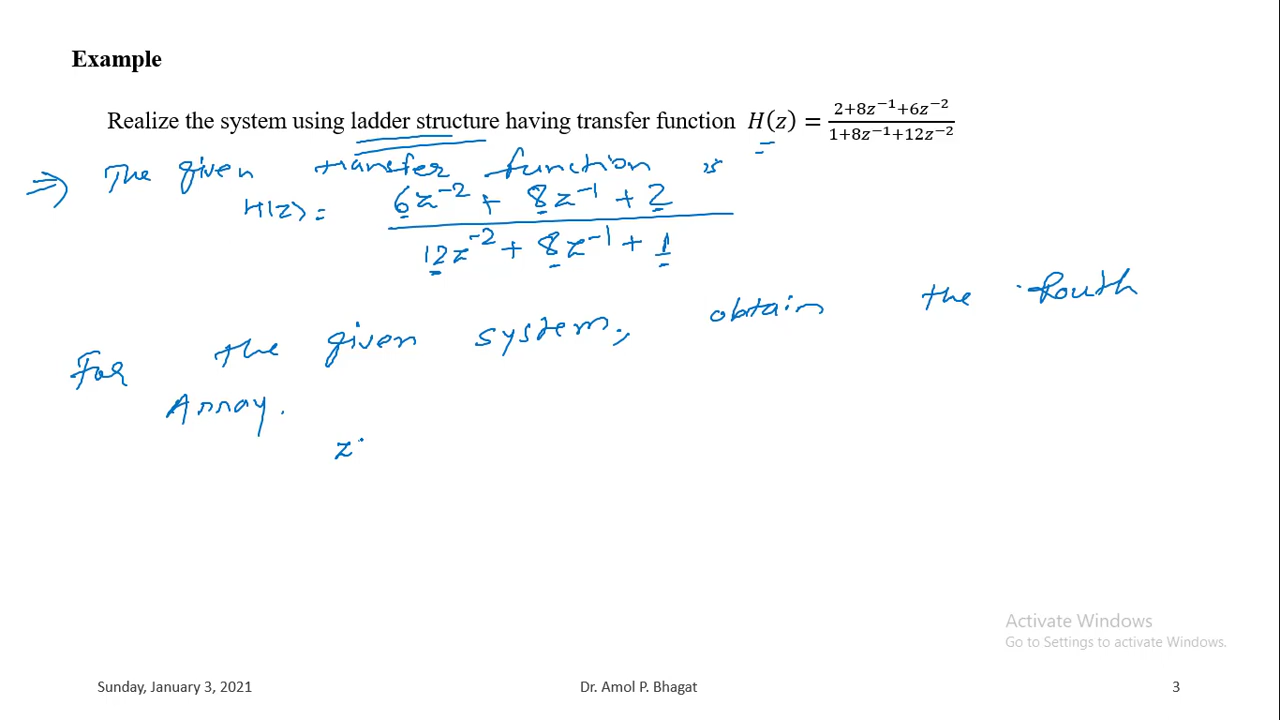 Example
Realize the system using ladder structure having transfer function H(z) = (2+8z⁻¹+6z⁻²)/(1+8z⁻¹+12z⁻²)
⇒ The given transfer function is
H(z) = (6z⁻² + 8z⁻¹ + 2)/(12z⁻² + 8z⁻¹ + 1)
For the given system, obtain the Routh
Array.
z
Activate Windows
Go to Settings to activate Windows.
Sunday, January 3, 2021 Dr. Amol P. Bhagat 3